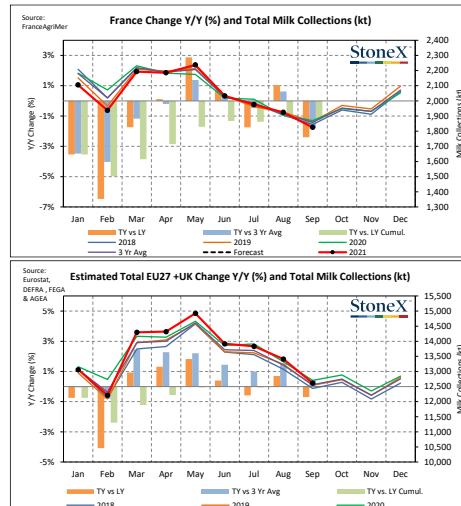 Source:
FranceAgriMer
France Change Y/Y (%) and Total Milk Collections (kt)
StoneX
Y/Y Change (%)
1%
-1%
-3%
-5%
-7%
2,400
2,300
2,200
2,100
2,000
1,900
1,800
1,700
1,600
1,500
1,400
1,300
Milk Collections (kt)
3%
Jan Feb Mar Apr May Jun Jul Aug Sep Oct Nov Dec
TY vs LY TY vs 3 Yr Avg TY vs. LY Cumul.
2018 2019 2020
3 Yr Avg Forecast 2021
Source:
Eurostat,
DEFRA , FEGA
& AGEA
Estimated Total EU27 +UK Change Y/Y (%) and Total Milk Collections (kt)
StoneX
Y/Y Change (%)
5%
3%
1%
-1%
-3%
-5%
15,500
15,000
14,500
14,000
13,500
13,000
12,500
12,000
11,500
11,000
10,500
10,000
Milk Collections (kt)
Jan Feb Mar Apr May Jun Jul Aug Sep Oct Nov Dec
TY vs LY TY vs 3 Yr Avg TY vs. LY Cumul.
2018 2019 2020